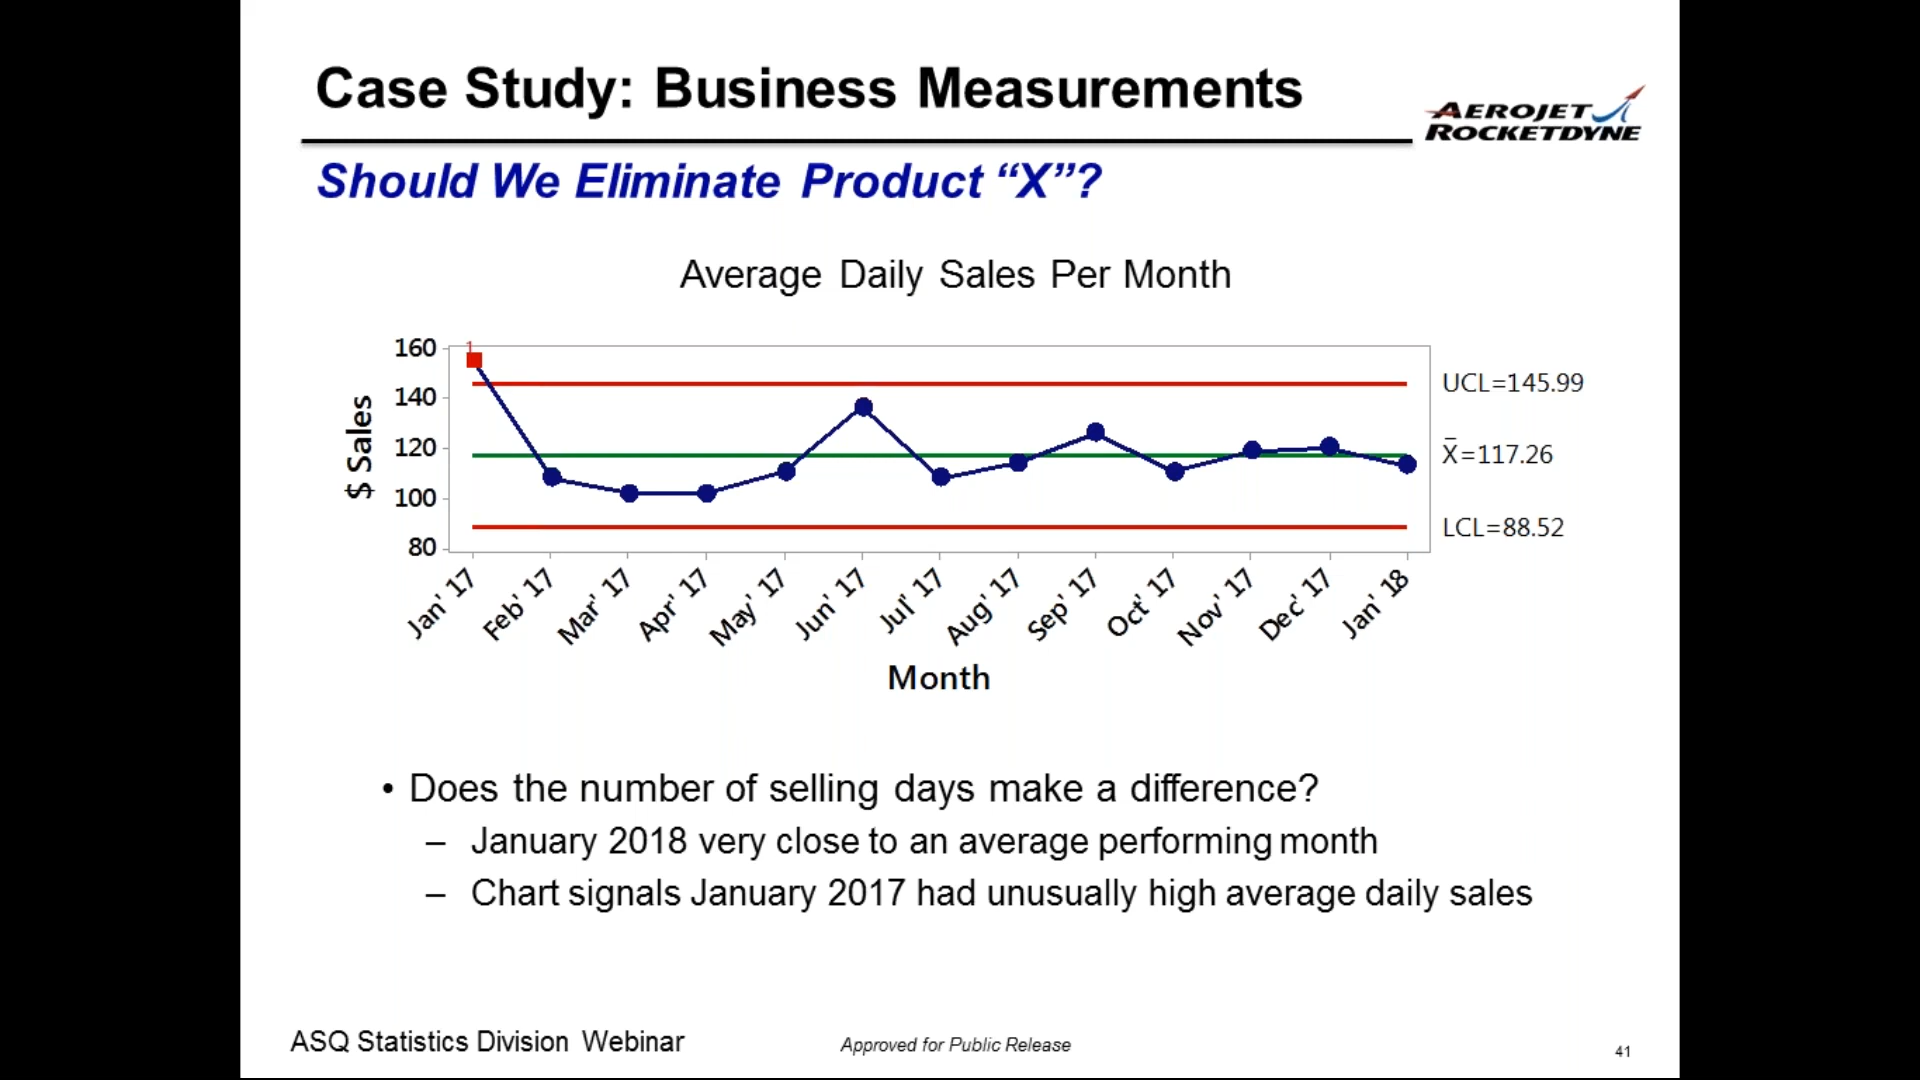 Case Study: Business Measurements
AEROJET
ROCKETDYNE
Should We Eliminate Product “X”?
Average Daily Sales Per Month
1
160
140
120
100
80
$ Sales
UCL=145.99
X̄=117.26
LCL=88.52
Jan' 17
Feb' 17
Mar' 17
Apr' 17
May' 17
Jun' 17
Jul' 17
Aug' 17
Sep' 17
Oct' 17
Nov' 17
Dec' 17
Jan' 18
Month
• Does the number of selling days make a difference?
– January 2018 very close to an average performing month
– Chart signals January 2017 had unusually high average daily sales
ASQ Statistics Division Webinar
Approved for Public Release
41